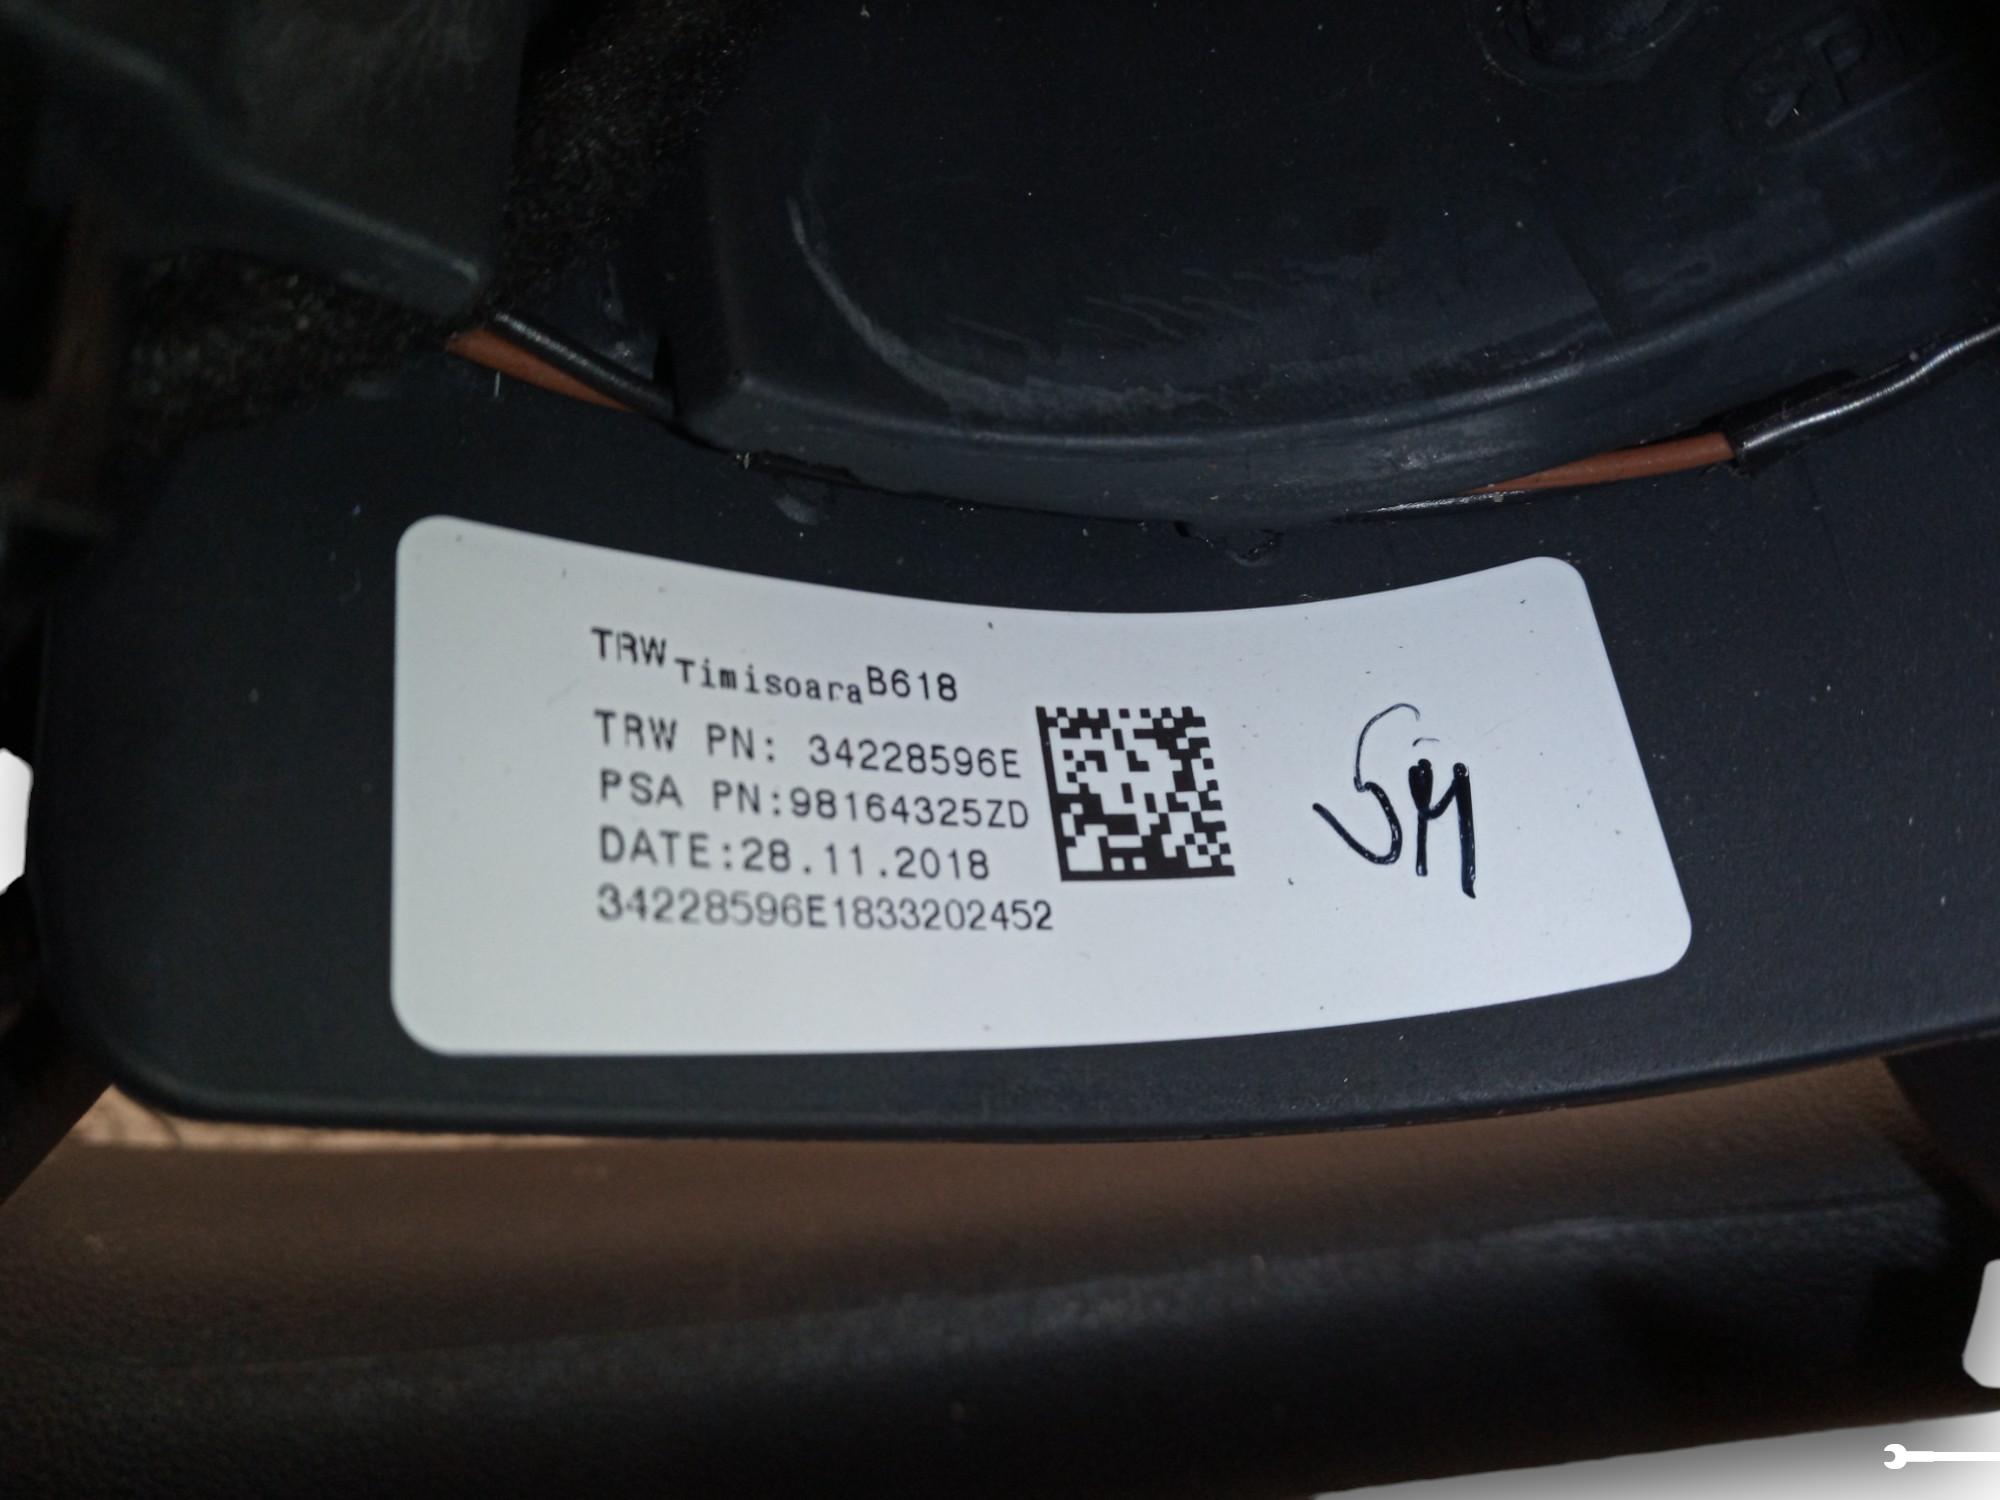 TRW Timisoara B618
TRW PN: 34228596E
PSA PN:98164325ZD
DATE:28.11.2018
34228596E1833202452